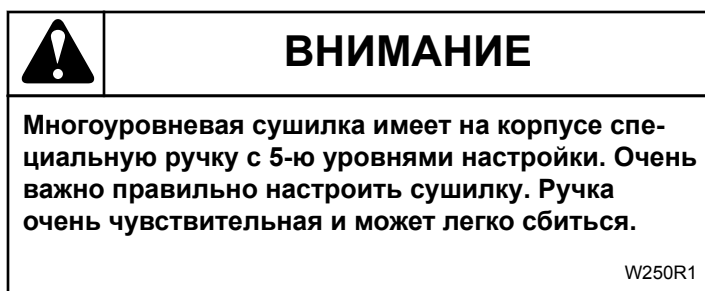 ВНИМАНИЕ
Многоуровневая сушилка имеет на корпусе спе-
циальную ручку с 5-ю уровнями настройки. Очень
важно правильно настроить сушилку. Ручка
очень чувствительная и может легко сбиться.
W250R1